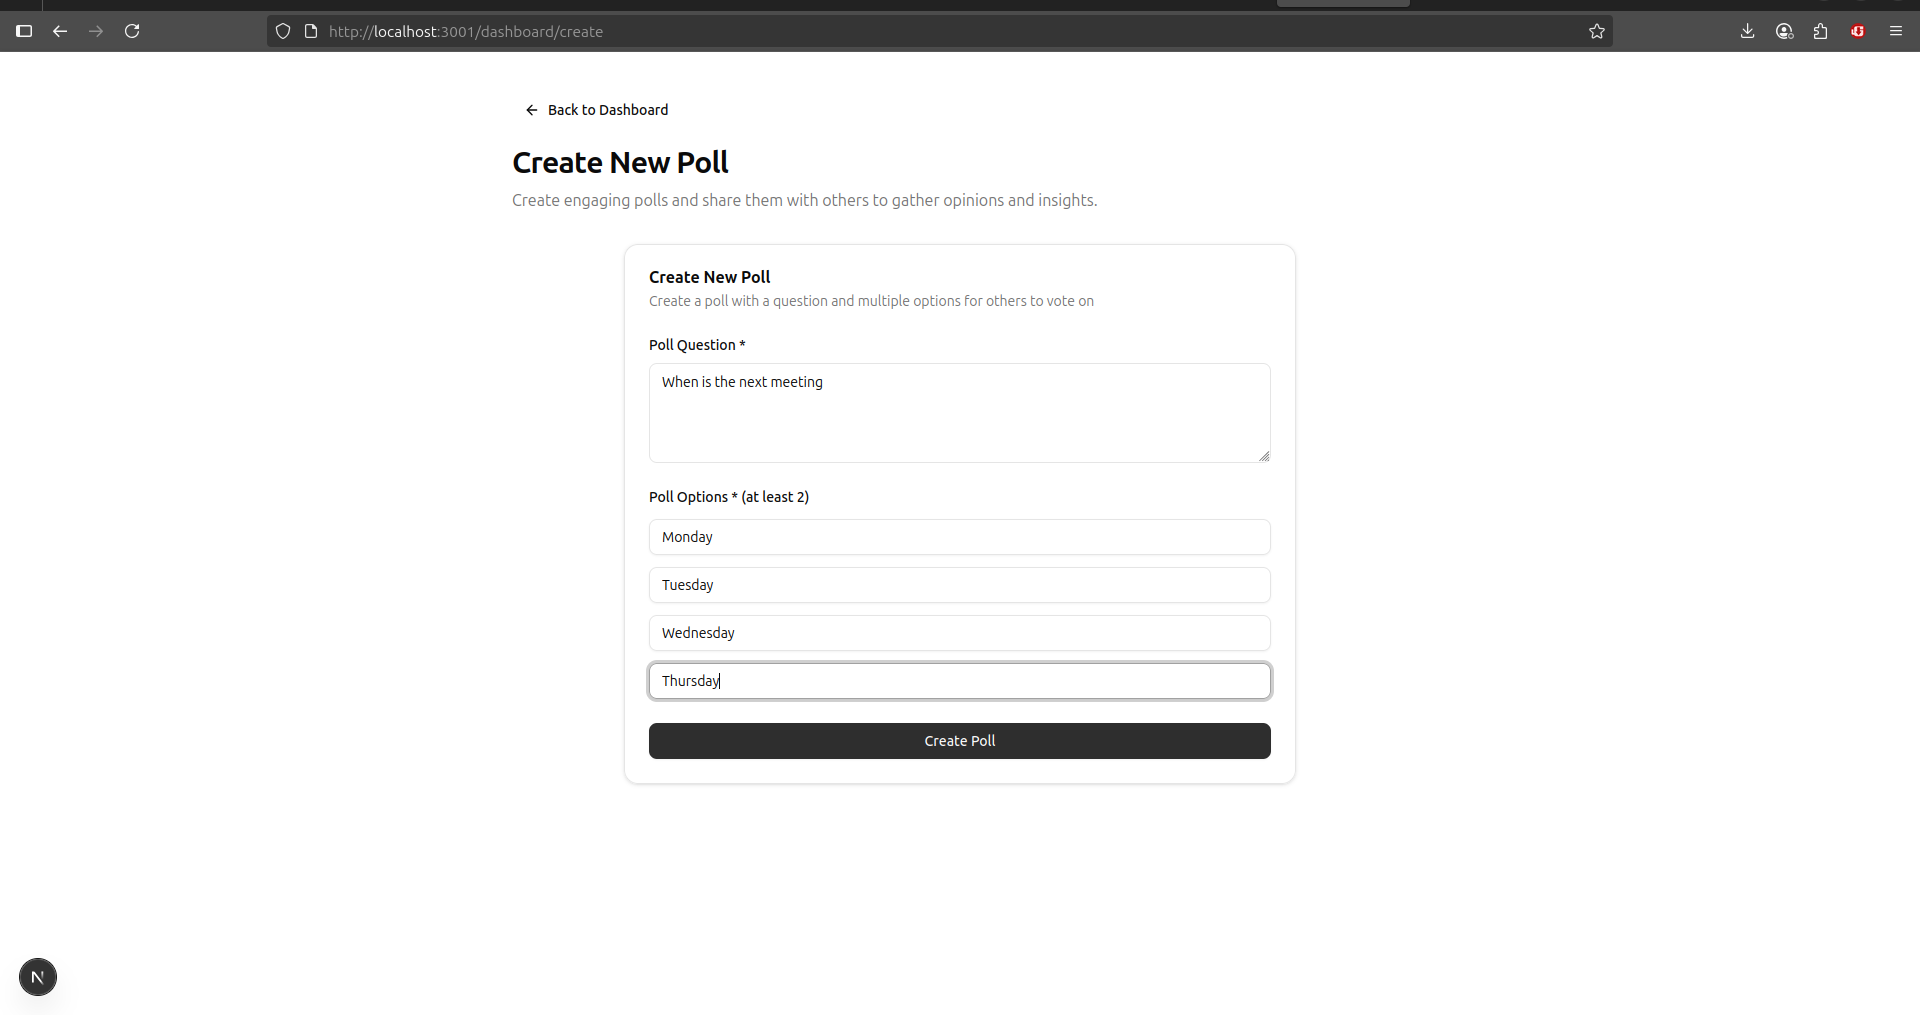 http://localhost:3001/dashboard/create
Back to Dashboard
Create New Poll
Create engaging polls and share them with others to gather opinions and insights.
Create New Poll
Create a poll with a question and multiple options for others to vote on
Poll Question *
When is the next meeting
Poll Options * (at least 2)
Monday
Tuesday
Wednesday
Thursday
Create Poll
N